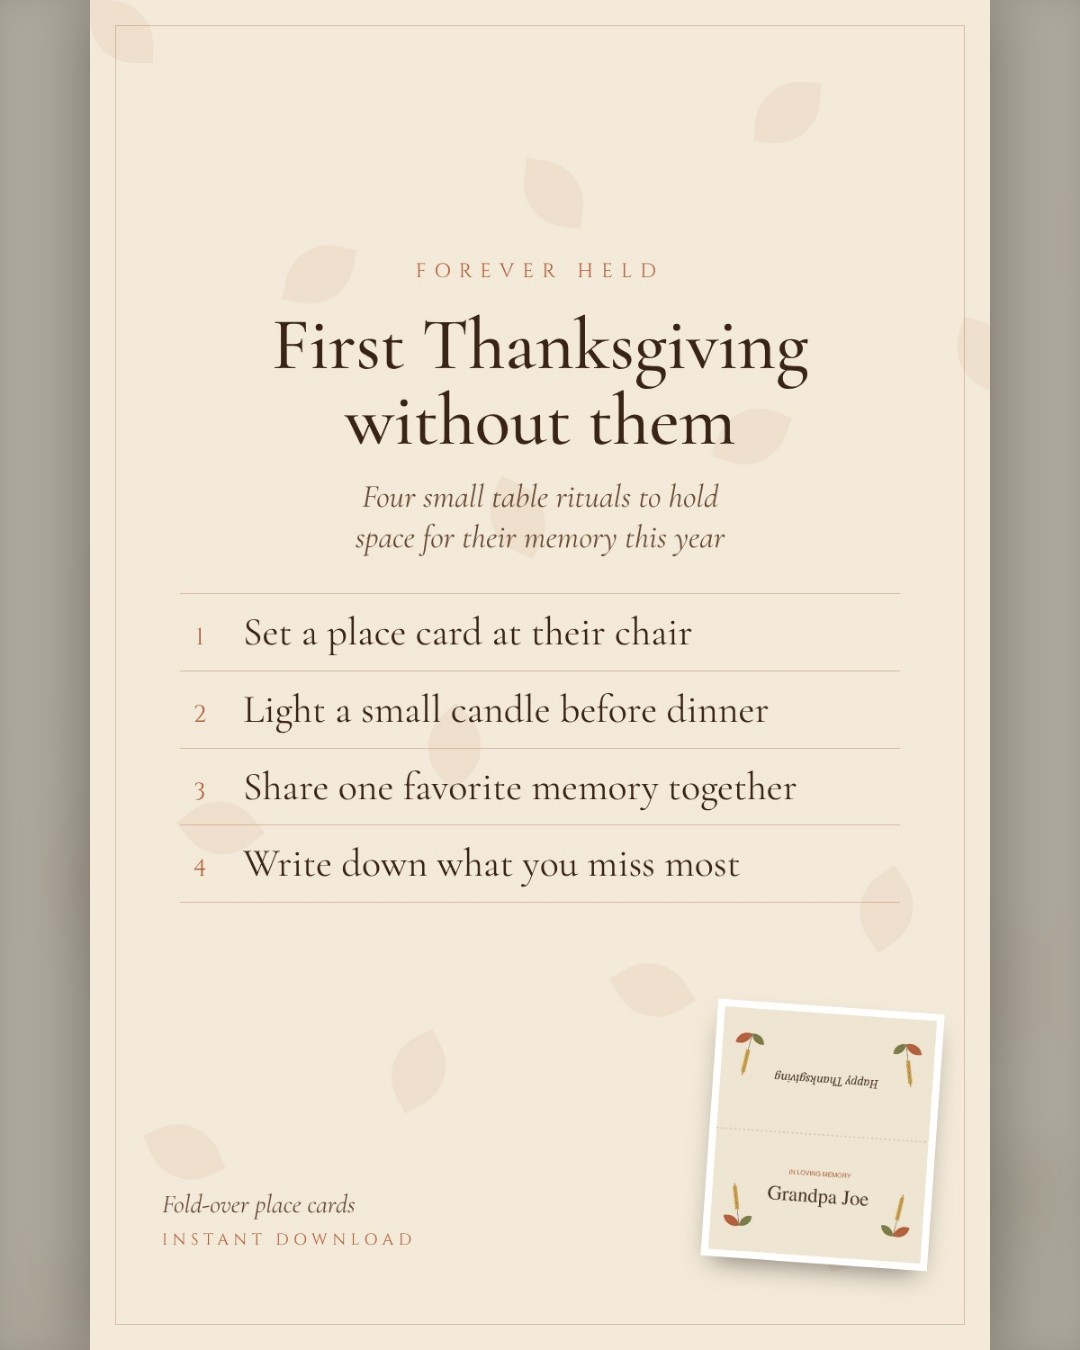 FOREVER HELD
First Thanksgiving
without them
Four small table rituals to hold
space for their memory this year
1 Set a place card at their chair
2 Light a small candle before dinner
3 Share one favorite memory together
4 Write down what you miss most
Happy Thanksgiving
IN LOVING MEMORY
Grandpa Joe
Fold-over place cards
INSTANT DOWNLOAD